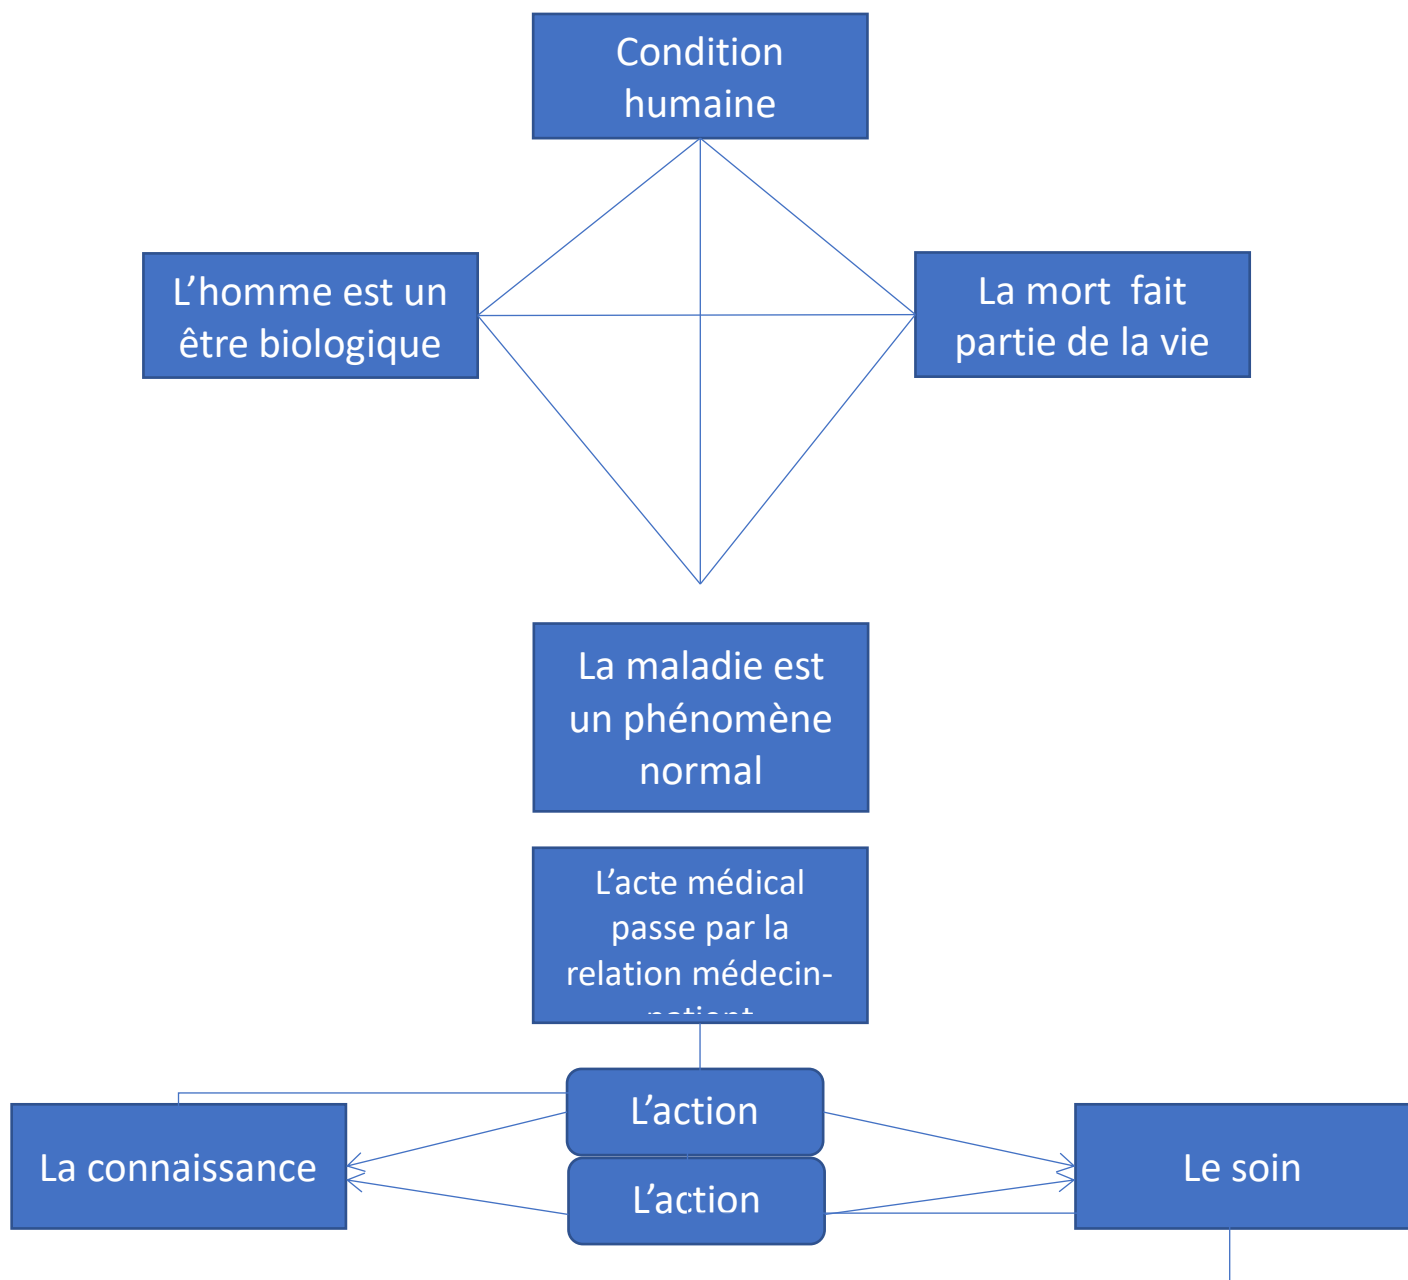 Condition
humaine
L’homme est un
être biologique
La mort  fait
partie de la vie
La maladie est
un phénomène
normal
L’acte médical
passe par la
relation médecin-
patient
L’action
La connaissance
Le soin
L’action